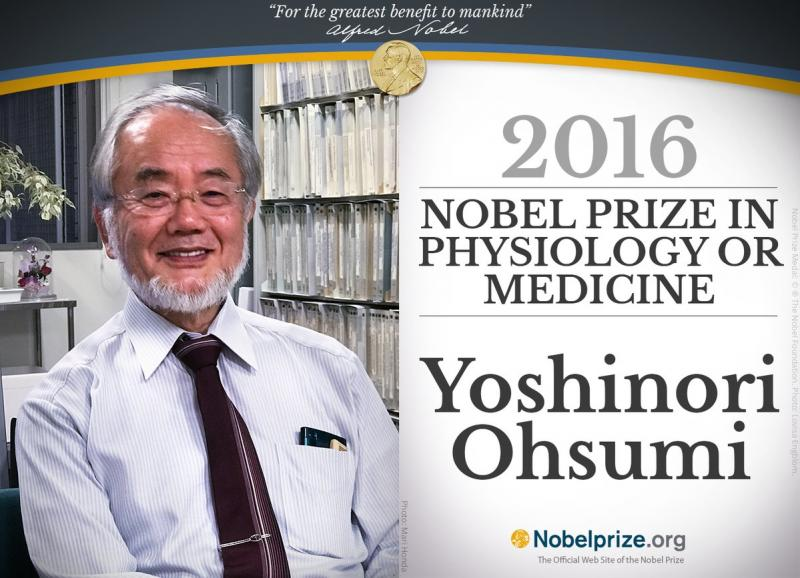 “For the greatest benefit to mankind”
Alfred Nobel
2016
NOBEL PRIZE IN
PHYSIOLOGY OR
MEDICINE
Yoshinori
Ohsumi
Nobelprize.org
The Official Web Site of the Nobel Prize
Photo: Mari Honda
Nobel Prize Medal: © ® The Nobel Foundation. Photo: Lovisa Engblom.